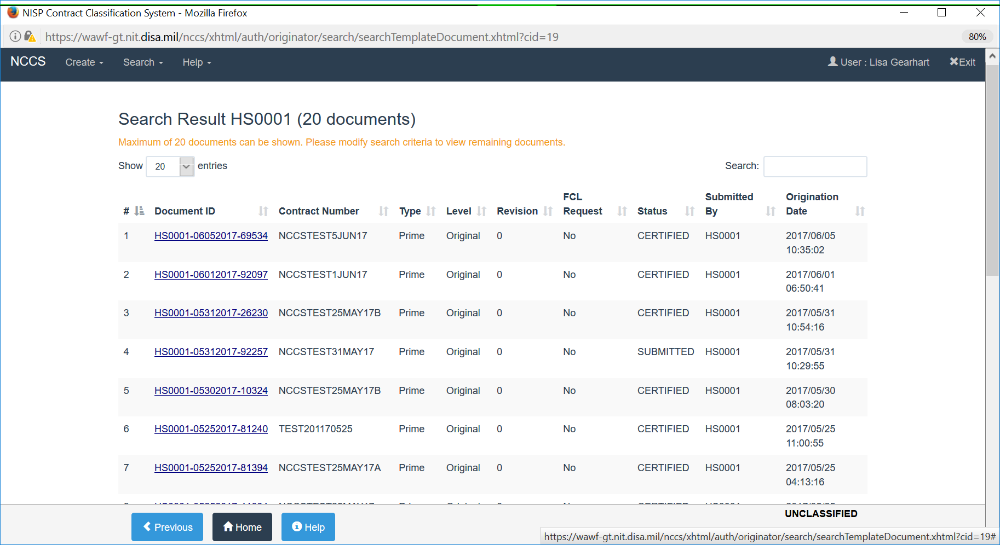 NISP Contract Classification System - Mozilla Firefox
https://wawf-gt.nit.disa.mil/nccs/xhtml/auth/originator/search/searchTemplateDocument.xhtml?cid=19 80%
NCCS Create Search Help User : Lisa Gearhart Exit
Search Result HS0001 (20 documents)
Maximum of 20 documents can be shown. Please modify search criteria to view remaining documents.
Show 20 entries Search:
# Document ID Contract Number Type Level Revision FCL Request Status Submitted By Origination Date
1 HS0001-06052017-69534 NCCSTEST5JUN17 Prime Original 0 No CERTIFIED HS0001 2017/06/05
10:35:02
2 HS0001-06012017-92097 NCCSTEST1JUN17 Prime Original 0 No CERTIFIED HS0001 2017/06/01
06:50:41
3 HS0001-05312017-26230 NCCSTEST25MAY17B Prime Original 0 No CERTIFIED HS0001 2017/05/31
10:54:16
4 HS0001-05312017-92257 NCCSTEST31MAY17 Prime Original 0 No SUBMITTED HS0001 2017/05/31
10:29:55
5 HS0001-05302017-10324 NCCSTEST25MAY17B Prime Original 0 No CERTIFIED HS0001 2017/05/30
08:03:20
6 HS0001-05252017-81240 TEST201170525 Prime Original 0 No CERTIFIED HS0001 2017/05/25
11:00:55
7 HS0001-05252017-81394 NCCSTEST25MAY17A Prime Original 0 No CERTIFIED HS0001 2017/05/25
04:13:16
UNCLASSIFIED
Previous Home Help
https://wawf-gt.nit.disa.mil/nccs/xhtml/auth/originator/search/searchTemplateDocument.xhtml?cid=19#